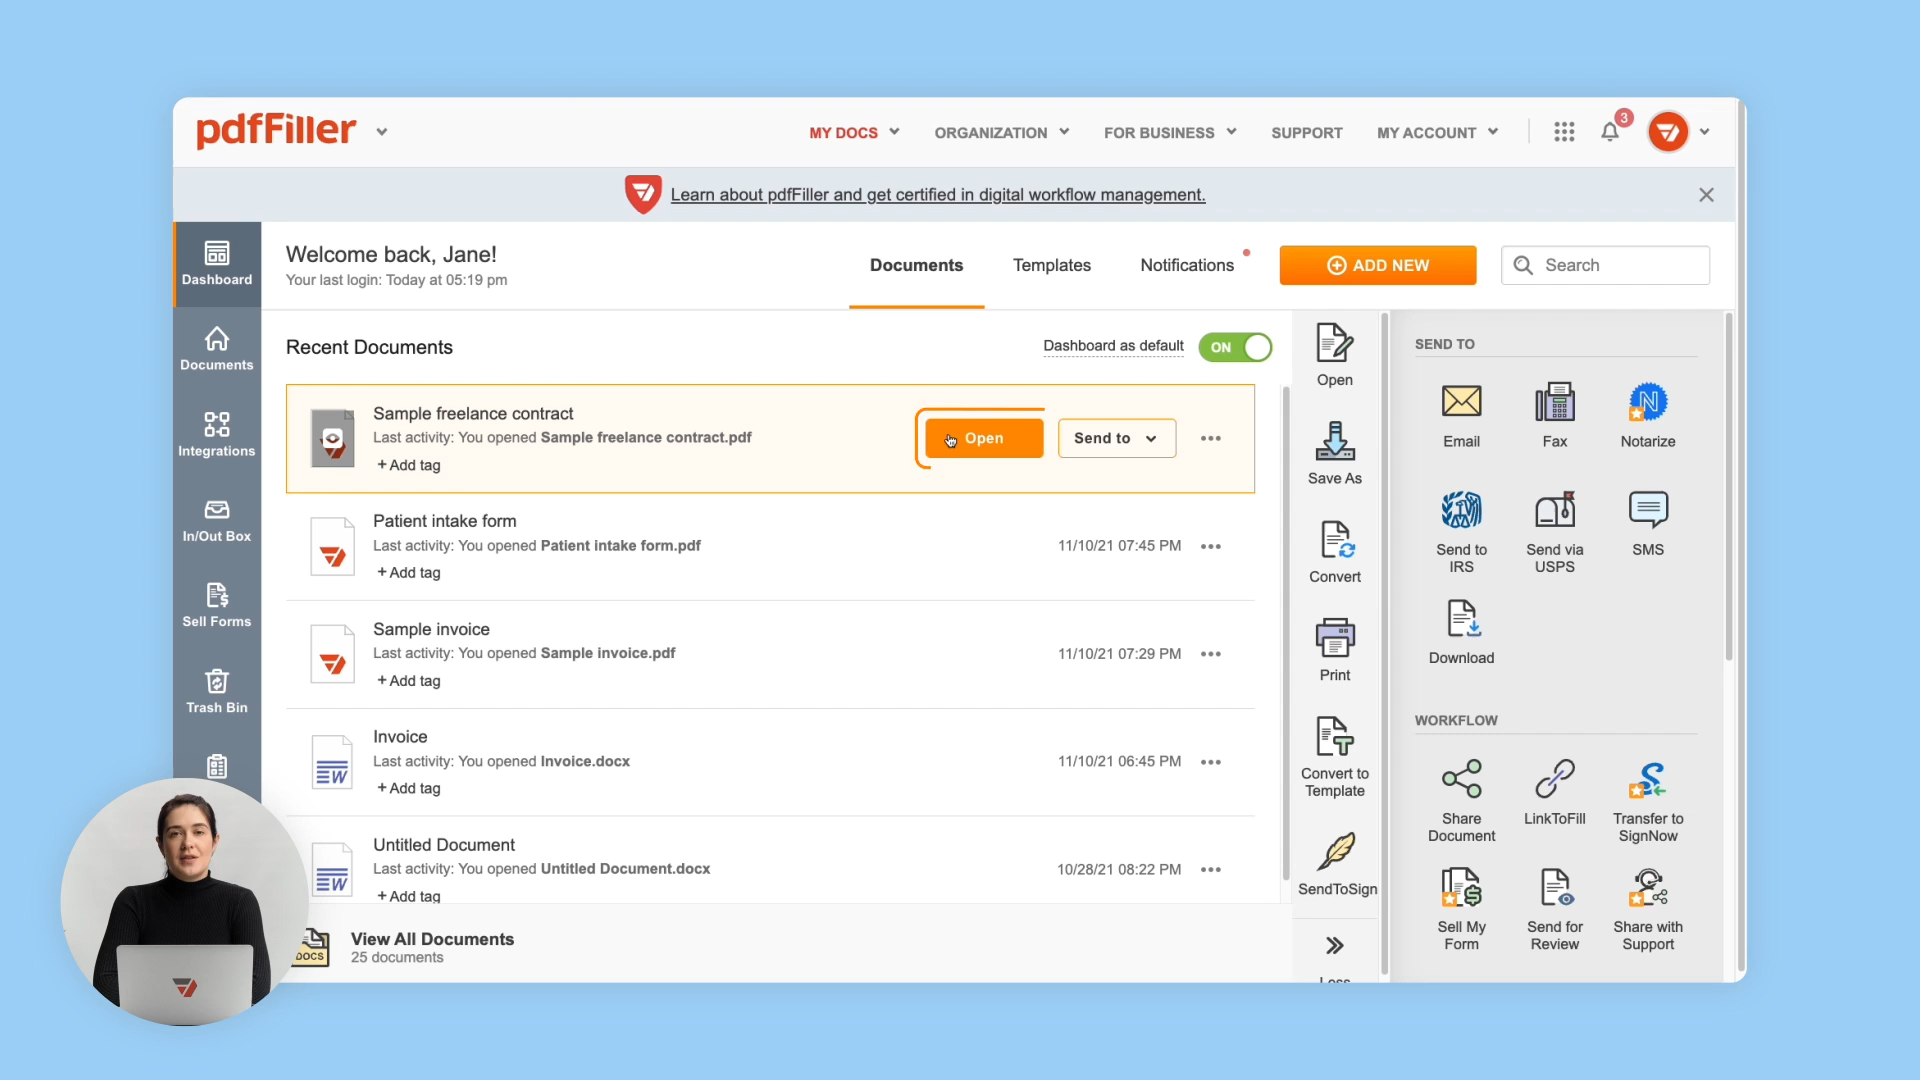 pdfFiller
MY DOCS
ORGANIZATION
FOR BUSINESS
SUPPORT
MY ACCOUNT
3
Learn about pdfFiller and get certified in digital workflow management.
Dashboard
Documents
Integrations
In/Out Box
Sell Forms
Trash Bin
Welcome back, Jane!
Your last login: Today at 05:19 pm
Documents
Templates
Notifications
ADD NEW
Search
Recent Documents
Dashboard as default
ON
Sample freelance contract
Last activity: You opened Sample freelance contract.pdf
+ Add tag
Open
Send to
Patient intake form
Last activity: You opened Patient intake form.pdf
+ Add tag
11/10/21 07:45 PM
Sample invoice
Last activity: You opened Sample invoice.pdf
+ Add tag
11/10/21 07:29 PM
Invoice
Last activity: You opened Invoice.docx
+ Add tag
11/10/21 06:45 PM
W
Untitled Document
Last activity: You opened Untitled Document.docx
+ Add tag
10/28/21 08:22 PM
W
DOCS
View All Documents
25 documents
Open
Save As
Convert
Print
Convert to
Template
SendToSign
Less
SEND TO
Email
Fax
N
Notarize
Send to
IRS
Send via
USPS
SMS
Download
WORKFLOW
Share
Document
LinkToFill
Transfer to
SignNow
Sell My
Form
Send for
Review
Share with
Support